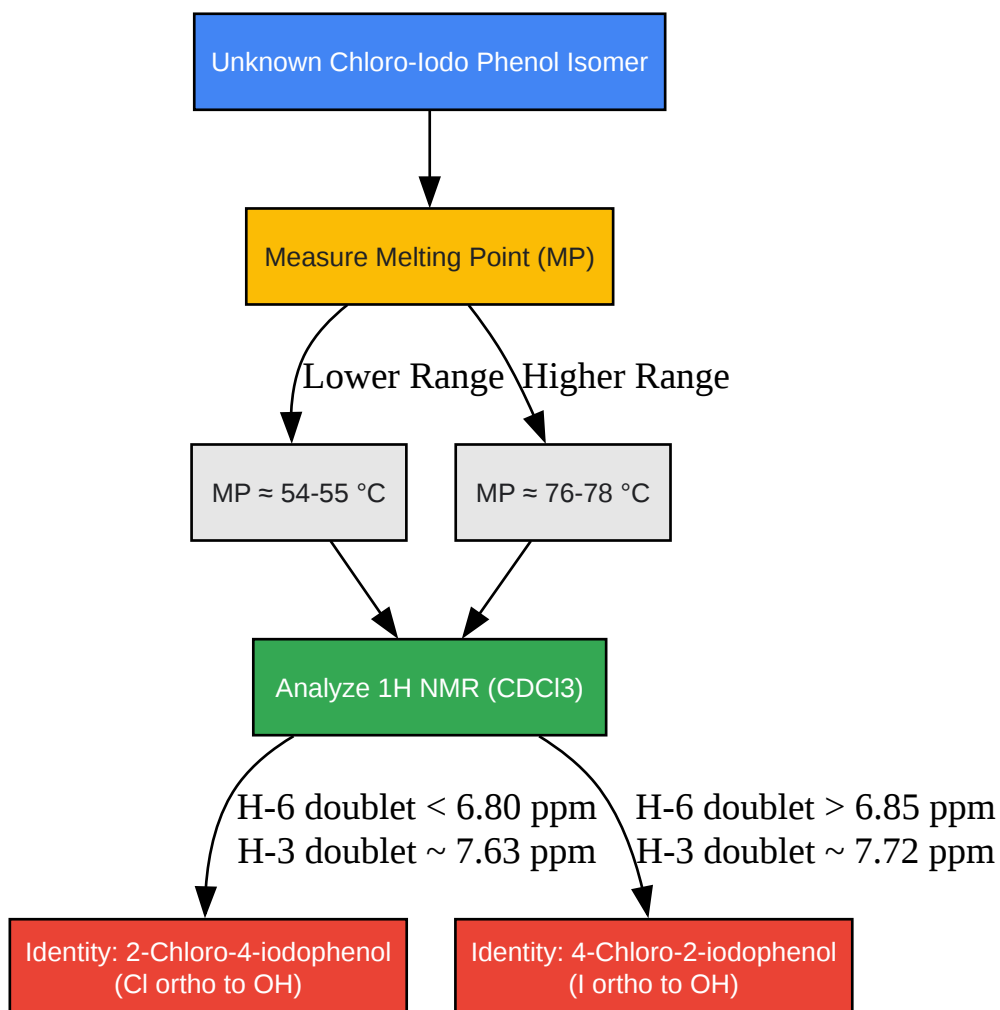 Unknown Chloro-Iodo Phenol Isomer
Measure Melting Point (MP)
Lower Range
Higher Range
MP ≈ 54-55 °C
MP ≈ 76-78 °C
Analyze 1H NMR (CDCl3)
H-6 doublet < 6.80 ppm
H-3 doublet ~ 7.63 ppm
H-6 doublet > 6.85 ppm
H-3 doublet ~ 7.72 ppm
Identity: 2-Chloro-4-iodophenol
(Cl ortho to OH)
Identity: 4-Chloro-2-iodophenol
(I ortho to OH)